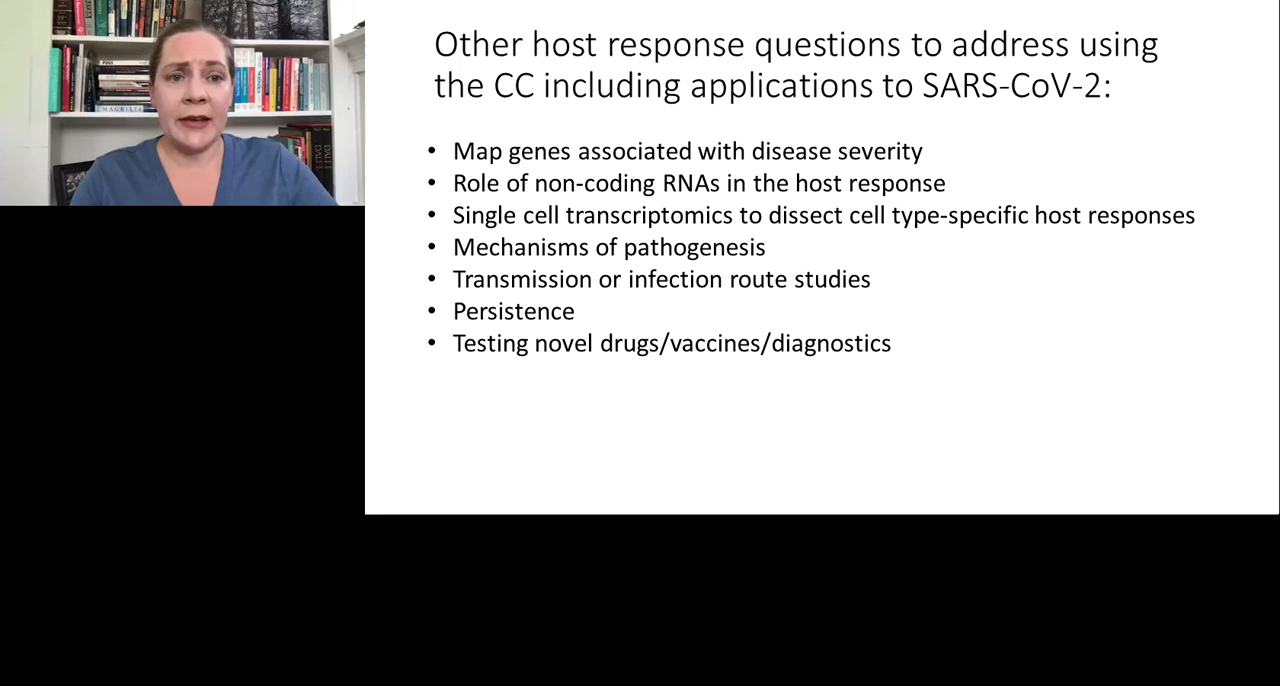 Other host response questions to address using
the CC including applications to SARS-CoV-2:
• Map genes associated with disease severity
• Role of non-coding RNAs in the host response
• Single cell transcriptomics to dissect cell type-specific host responses
• Mechanisms of pathogenesis
• Transmission or infection route studies
• Persistence
• Testing novel drugs/vaccines/diagnostics